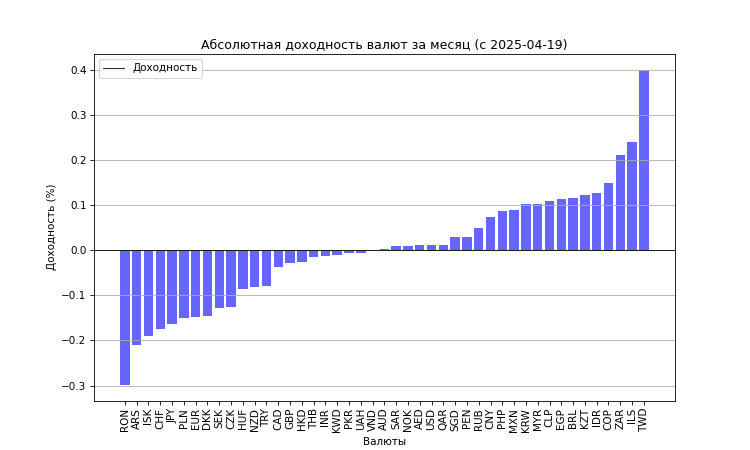 Абсолютная доходность валют за месяц (с 2025-04-19)
Доходность
Доходность (%)
0.4
0.3
0.2
0.1
0.0
−0.1
−0.2
−0.3
RON ARS ISK CHF JPY PLN EUR DKK SEK CZK HUF NZD TRY CAD GBP HKD THB INR KWD PKR UAH VND AUD SAR NOK AED USD QAR SGD PEN RUB CNY PHP MXN KRW MYR CLP EGP BRL KZT IDR COP ZAR ILS TWD
Валюты